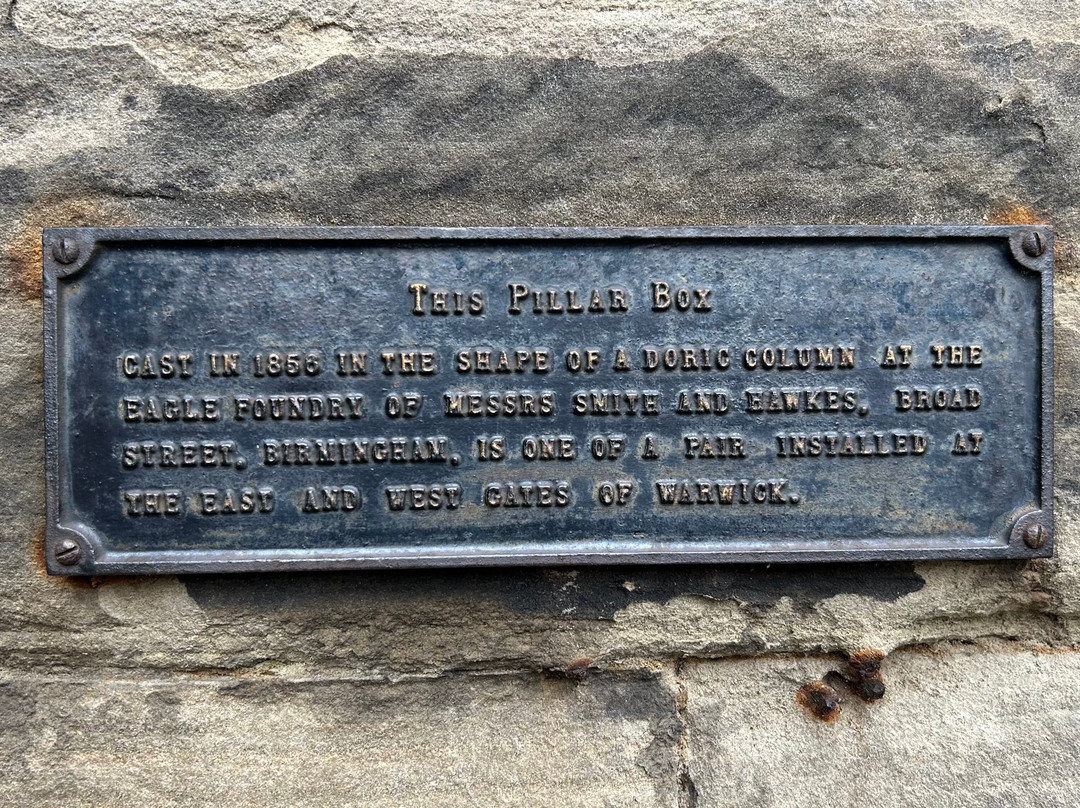 This Pillar Box
CAST IN 1856 IN THE SHAPE OF A DORIC COLUMN AT THE
EAGLE FOUNDRY OF MESSRS SMITH AND HAWKES, BROAD
STREET, BIRMINGHAM, IS ONE OF A PAIR INSTALLED AT
THE EAST AND WEST GATES OF WARWICK.